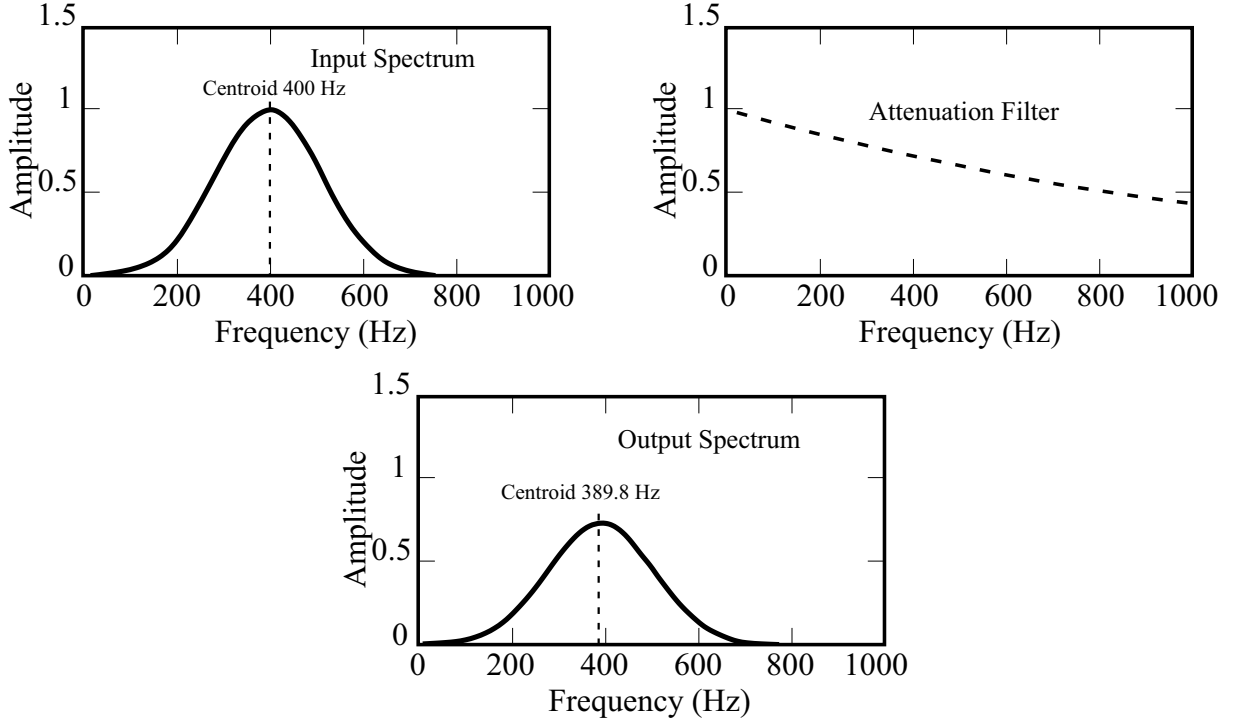 1.5
Input Spectrum
Centroid 400 Hz
1
0.5
0
Amplitude
0 200 400 600 800 1000
Frequency (Hz)
1.5
Attenuation Filter
1
0.5
0
Amplitude
0 200 400 600 800 1000
Frequency (Hz)
1.5
Output Spectrum
Centroid 389.8 Hz
1
0.5
0
Amplitude
0 200 400 600 800 1000
Frequency (Hz)